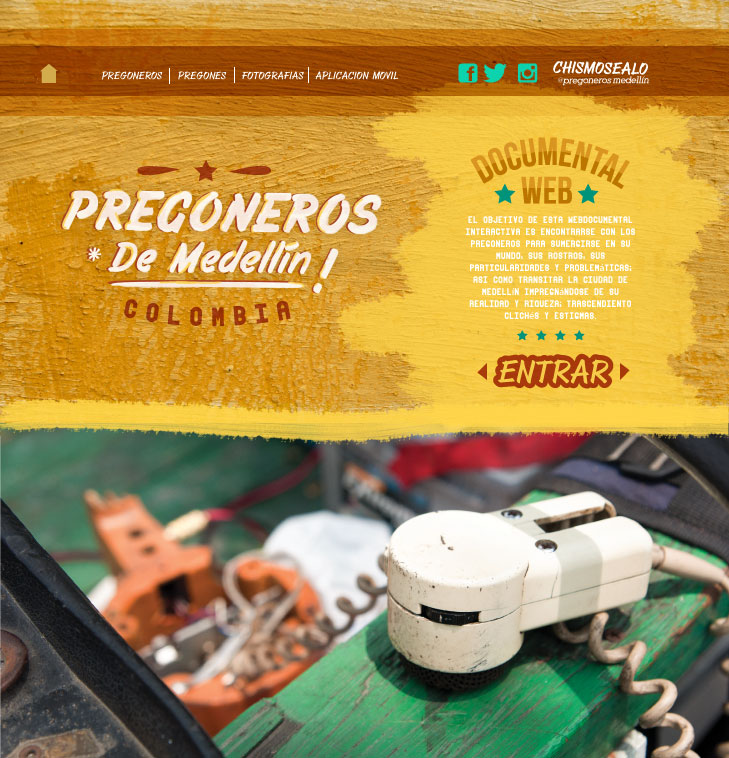 PREGONEROS
PREGONES
FOTOGRAFIAS
APLICACION MOVIL
CHISMOSEALO
@pregoneros medellín
PREGONEROS
* De Medellín!
COLOMBIA
DOCUMENTAL
WEB
EL OBJETIVO DE ESTA WEBDOCUMENTAL
INTERACTIVA ES ENCONTRARSE CON LOS
PREGONEROS PARA SUMERGIRSE EN SU
MUNDO, SUS ROSTROS, SUS
PARTICULARIDADES Y PROBLEMáTICAS;
ASÍ COMO TRANSITAR LA CIUDAD DE
MEDELLíN IMPREGNáNDOSE DE SU
REALIDAD Y RIQUEZA; TRASCENDIENTO
CLICHéS Y ESTIGMAS.
ENTRAR